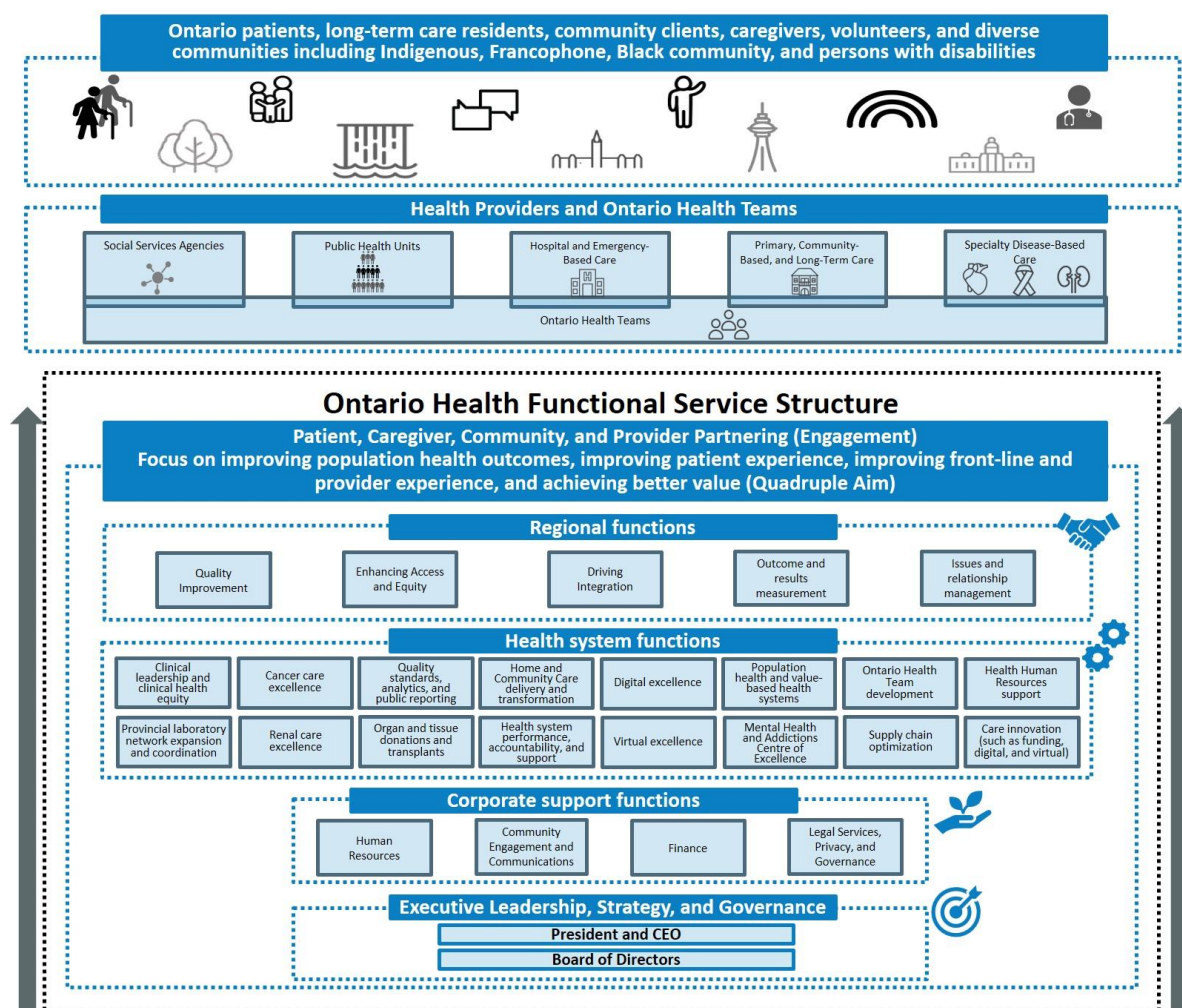 Ontario patients, long-term care residents, community clients, caregivers, volunteers, and diverse
communities including Indigenous, Francophone, Black community, and persons with disabilities
Health Providers and Ontario Health Teams
Social Services Agencies
Public Health Units
Hospital and Emergency-
Based Care
Primary, Community-
Based, and Long-Term Care
Specialty Disease-Based
Care
H
Ontario Health Teams
Ontario Health Functional Service Structure
Patient, Caregiver, Community, and Provider Partnering (Engagement)
Focus on improving population health outcomes, improving patient experience, improving front-line and
provider experience, and achieving better value (Quadruple Aim)
Regional functions
Quality
Improvement
Enhancing Access
and Equity
Driving
Integration
Outcome and
results
measurement
Issues and
relationship
management
Health system functions
Clinical
leadership and
clinical health
equity
Cancer care
excellence
Quality
standards,
analytics, and
public reporting
Home and
Community Care
delivery and
transformation
Digital excellence
Population
health and value-
based health
systems
Ontario Health
Team
development
Health Human
Resources
support
Provincial laboratory
network expansion
and coordination
Renal care
excellence
Organ and tissue
donations and
transplants
Health system
performance,
accountability, and
support
Virtual excellence
Mental Health
and Addictions
Centre of
Excellence
Supply chain
optimization
Care innovation
(such as funding,
digital, and virtual)
Corporate support functions
Human
Resources
Community
Engagement and
Communications
Finance
Legal Services,
Privacy, and
Governance
Executive Leadership, Strategy, and Governance
President and CEO
Board of Directors